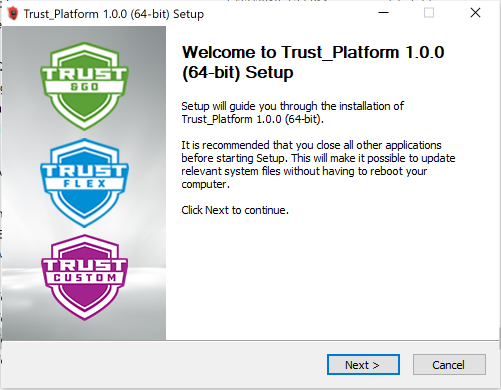 Trust_Platform 1.0.0 (64-bit) Setup
TRUST
&GO
TRUST
FLEX
TRUST
CUSTOM
Welcome to Trust_Platform 1.0.0
(64-bit) Setup
Setup will guide you through the installation of
Trust_Platform 1.0.0 (64-bit).
It is recommended that you close all other applications
before starting Setup. This will make it possible to update
relevant system files without having to reboot your
computer.
Click Next to continue.
Next >
Cancel